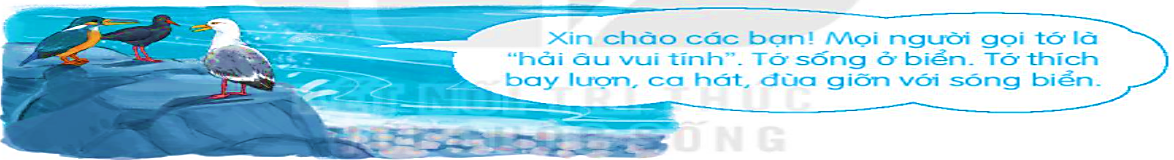 Xin chào các bạn! Mọi người gọi tớ là
“hải âu vui tính”. Tớ sống ở biển. Tớ thích
bay lượn, ca hát, đùa giỡn với sóng biển.